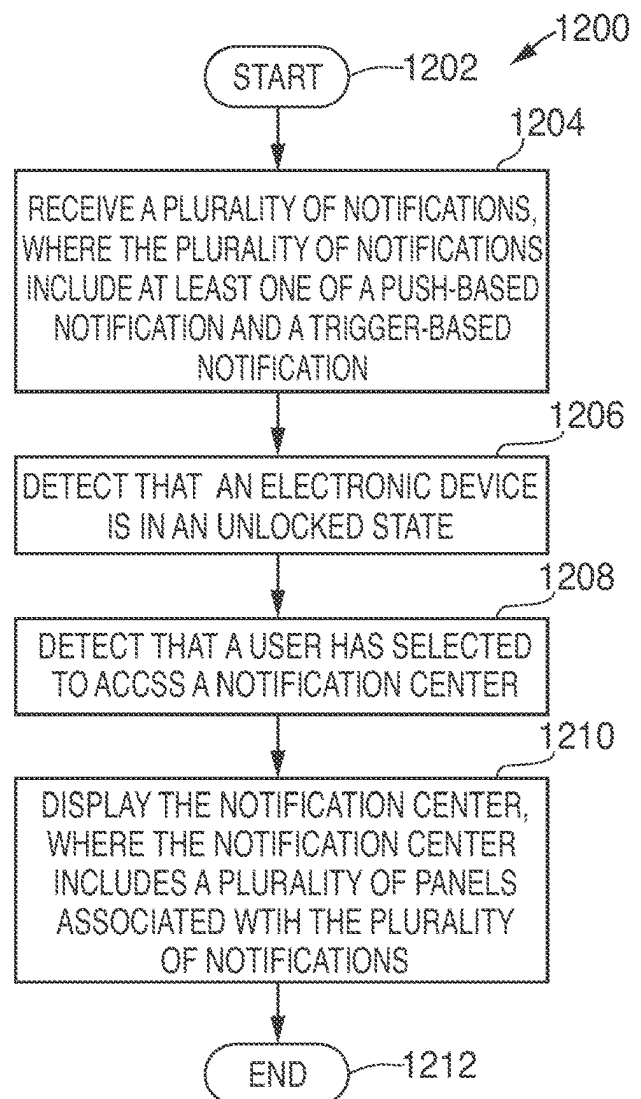 1200
START
1202
1204
RECEIVE A PLURALITY OF NOTIFICATIONS,
WHERE THE PLURALITY OF NOTIFICATIONS
INCLUDE AT LEAST ONE OF A PUSH-BASED
NOTIFICATION AND A TRIGGER-BASED
NOTIFICATION
1206
DETECT THAT AN ELECTRONIC DEVICE
IS IN AN UNLOCKED STATE
1208
DETECT THAT A USER HAS SELECTED
TO ACCSS A NOTIFICATION CENTER
1210
DISPLAY THE NOTIFICATION CENTER,
WHERE THE NOTIFICATION CENTER
INCLUDES A PLURALITY OF PANELS
ASSOCIATED WTIH THE PLURALITY
OF NOTIFICATIONS
END
1212